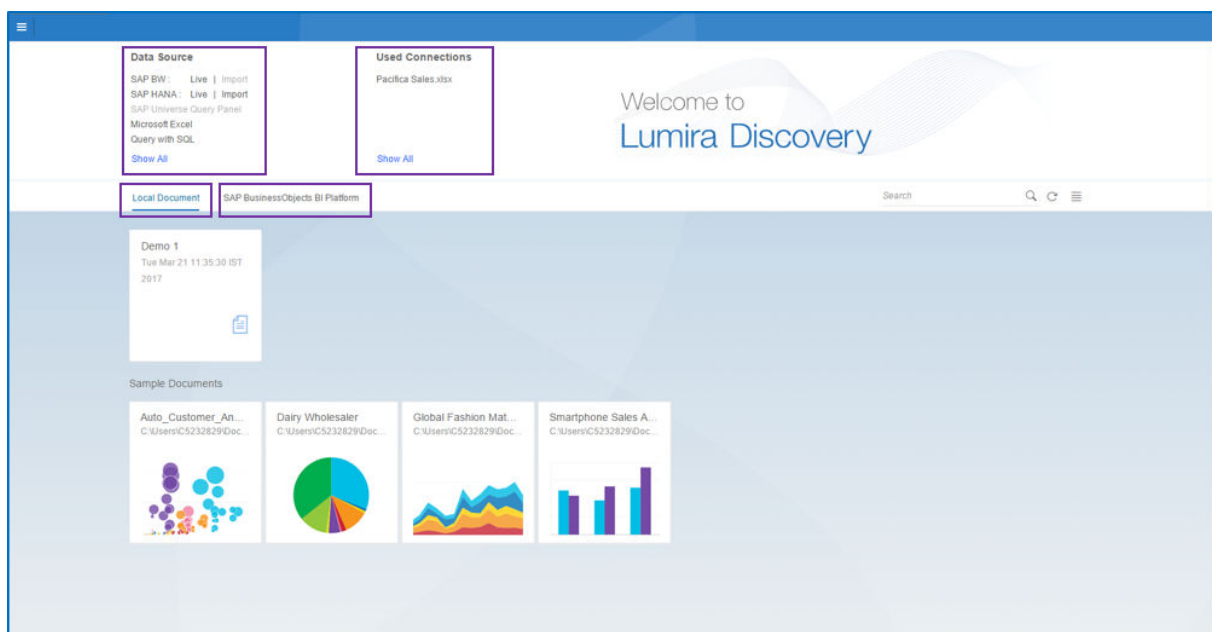 Data Source
SAP BW : Live | Import
SAP HANA : Live | Import
SAP Universe Query Panel
Microsoft Excel
Query with SQL
Show All
Used Connections
Pacifica Sales.xlsx
Show All
Welcome to
Lumira Discovery
Local Document
SAP BusinessObjects BI Platform
Search
Demo 1
Tue Mar 21 11:35:30 IST
2017
Sample Documents
Auto_Customer_An...
C:\Users\C5232829\Doc...
Dairy Wholesaler
C:\Users\C5232829\Doc...
Global Fashion Mat...
C:\Users\C5232829\Doc...
Smartphone Sales A...
C:\Users\C5232829\Doc...